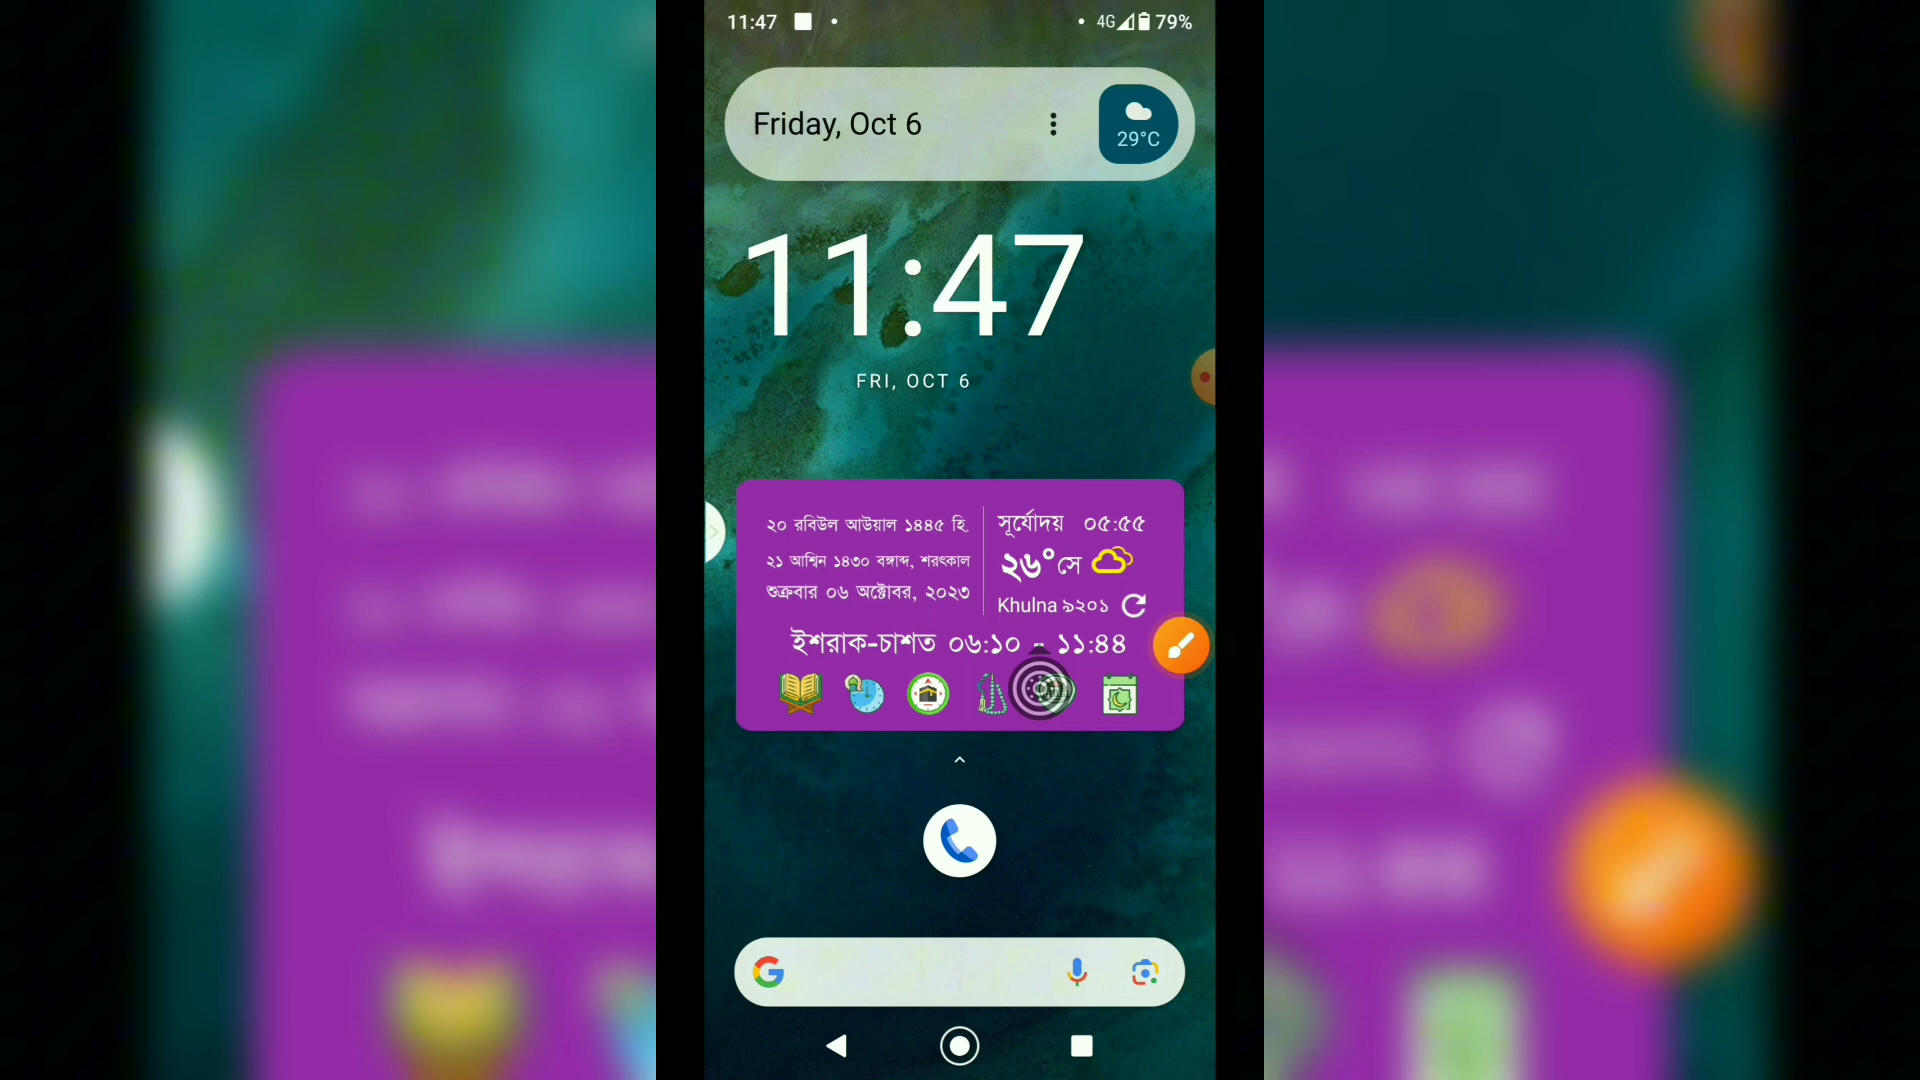 11:47
4G 79%
Friday, Oct 6
29°C
11:47
FRI, OCT 6
২০ রবিউল আউয়াল ১৪৪৫ হি.
২১ আশ্বিন ১৪৩০ বঙ্গাব্দ, শরৎকাল
শুক্রবার ০৬ অক্টোবর, ২০২৩
সূর্যোদয় ০৫:৫৫
২৬°সে
Khulna ৯২০১
ইশরাক-চাশত ০৬:১০ - ১১:৪৪